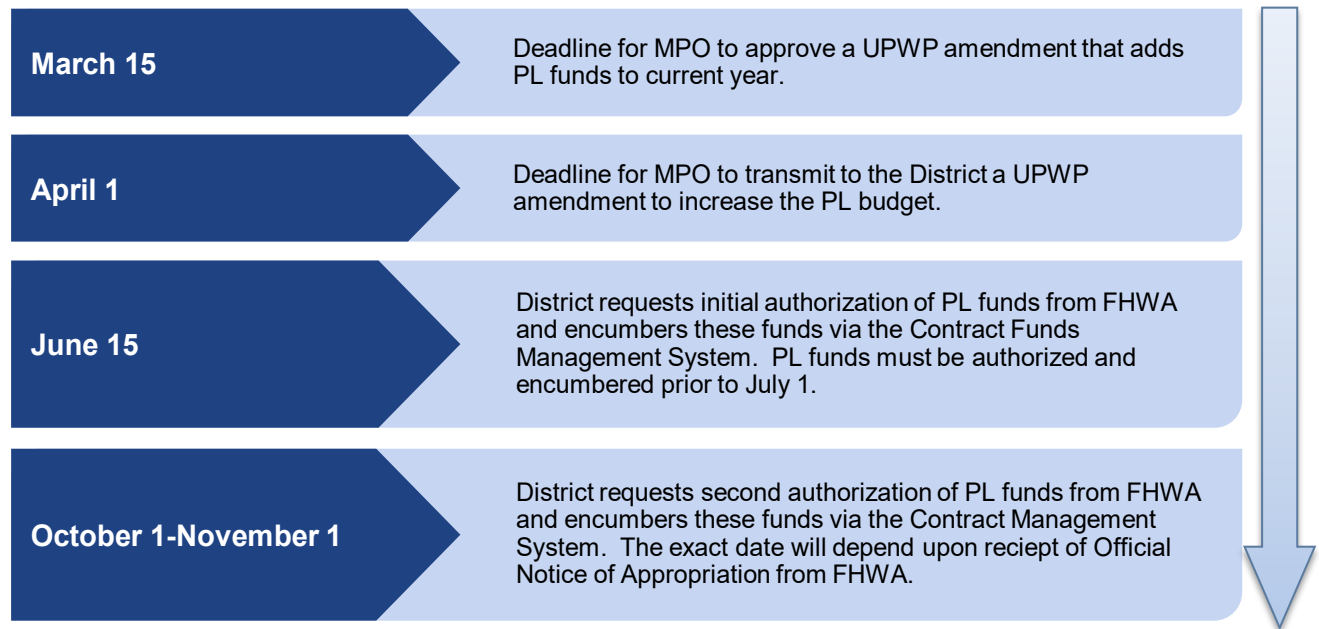 March 15
Deadline for MPO to approve a UPWP amendment that adds
PL funds to current year.
April 1
Deadline for MPO to transmit to the District a UPWP
amendment to increase the PL budget.
June 15
District requests initial authorization of PL funds from FHWA
and encumbers these funds via the Contract Funds
Management System.  PL funds must be authorized and
encumbered prior to July 1.
October 1-November 1
District requests second authorization of PL funds from FHWA
and encumbers these funds via the Contract Management
System.  The exact date will depend upon reciept of Official
Notice of Appropriation from FHWA.